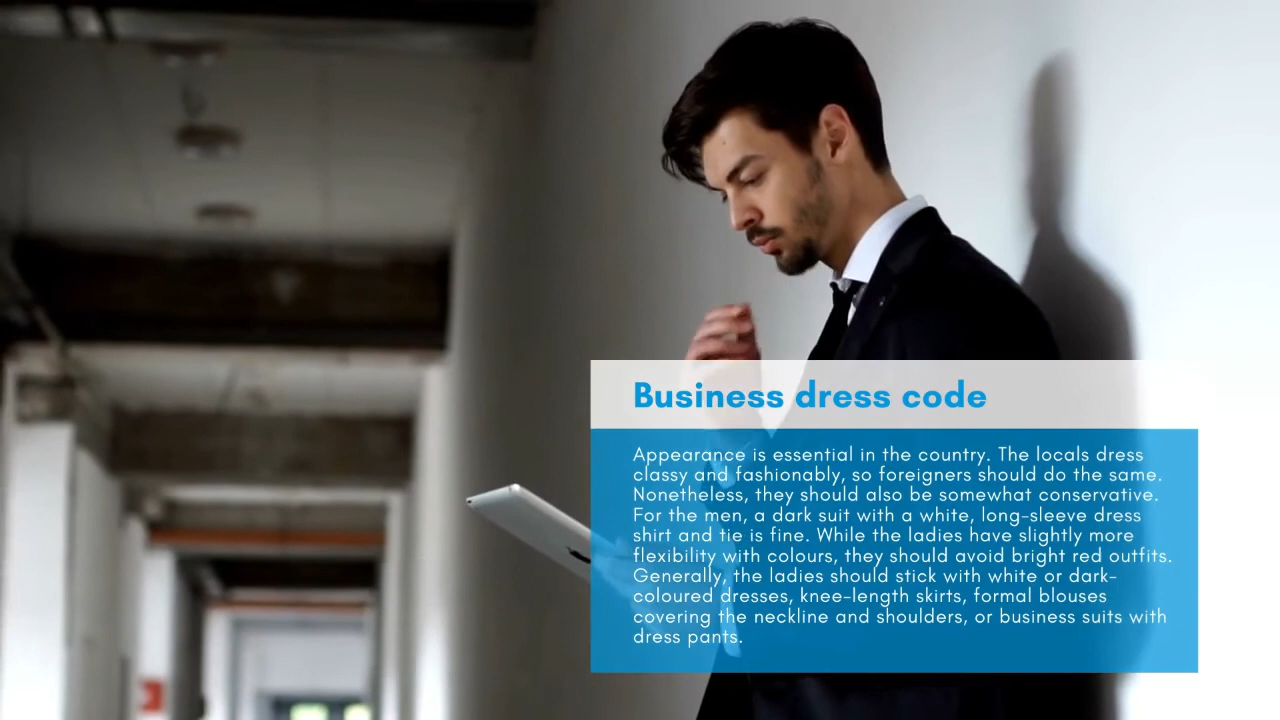 Business dress code
Appearance is essential in the country. The locals dress
classy and fashionably, so foreigners should do the same.
Nonetheless, they should also be somewhat conservative.
For the men, a dark suit with a white, long-sleeve dress
shirt and tie is fine. While the ladies have slightly more
flexibility with colours, they should avoid bright red outfits.
Generally, the ladies should stick with white or dark-
coloured dresses, knee-length skirts, formal blouses
covering the neckline and shoulders, or business suits with
dress pants.